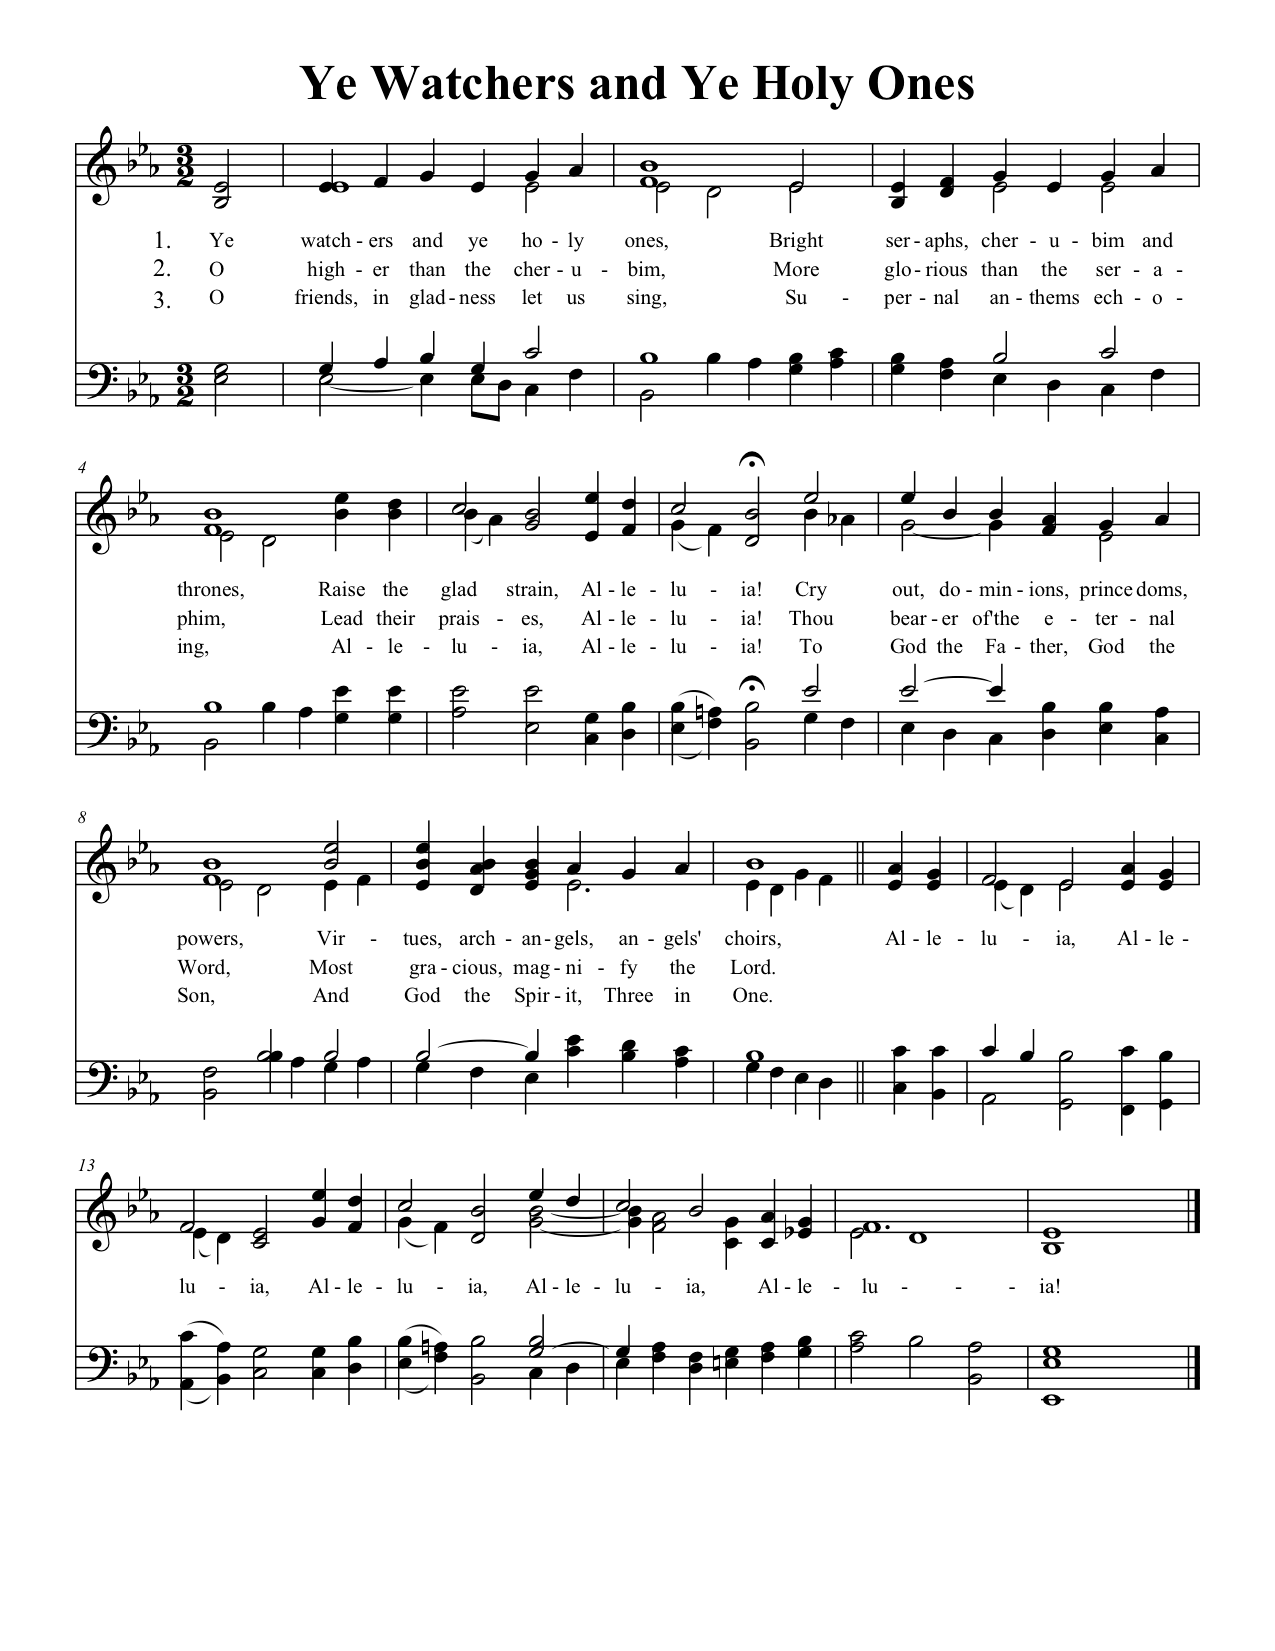 Ye Watchers and Ye Holy Ones
3 2
1. Ye watch - ers and ye ho - ly ones, Bright ser - aphs, cher - u - bim and
2. O high - er than the cher - u - bim, More glo - rious than the ser - a -
3. O friends, in glad - ness let us sing, Su - per - nal an - thems ech - o -
3 2
4
thrones, Raise the glad strain, Al - le - lu - ia! Cry out, do - min - ions, prince doms,
phim, Lead their prais - es, Al - le - lu - ia! Thou bear - er of'the e - ter - nal
ing, Al - le - lu - ia, Al - le - lu - ia! To God the Fa - ther, God the
8
powers, Vir - tues, arch - an - gels, an - gels' choirs, Al - le - lu - ia, Al - le -
Word, Most gra - cious, mag - ni - fy the Lord.
Son, And God the Spir - it, Three in One.
13
lu - ia, Al - le - lu - ia, Al - le - lu - ia, Al - le - lu - - - ia!